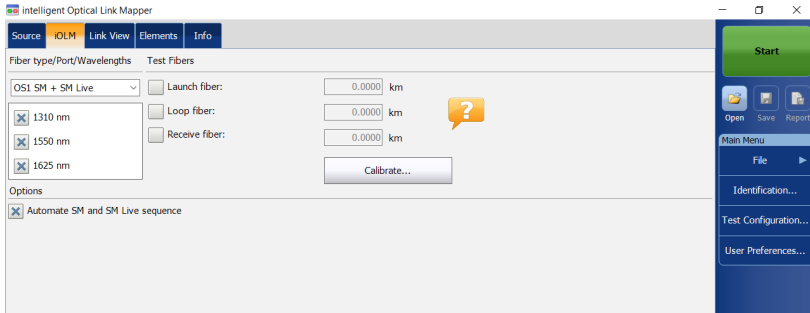 intelligent Optical Link Mapper
Source iOLM Link View Elements Info
Fiber type/Port/Wavelengths Test Fibers
OS1 SM + SM Live
1310 nm
1550 nm
1625 nm
Launch fiber: 0.0000 km
Loop fiber: 0.0000 km
Receive fiber: 0.0000 km
?
Calibrate...
Options
Automate SM and SM Live sequence
Start
Open Save Report
Main Menu
File
Identification...
Test Configuration...
User Preferences...